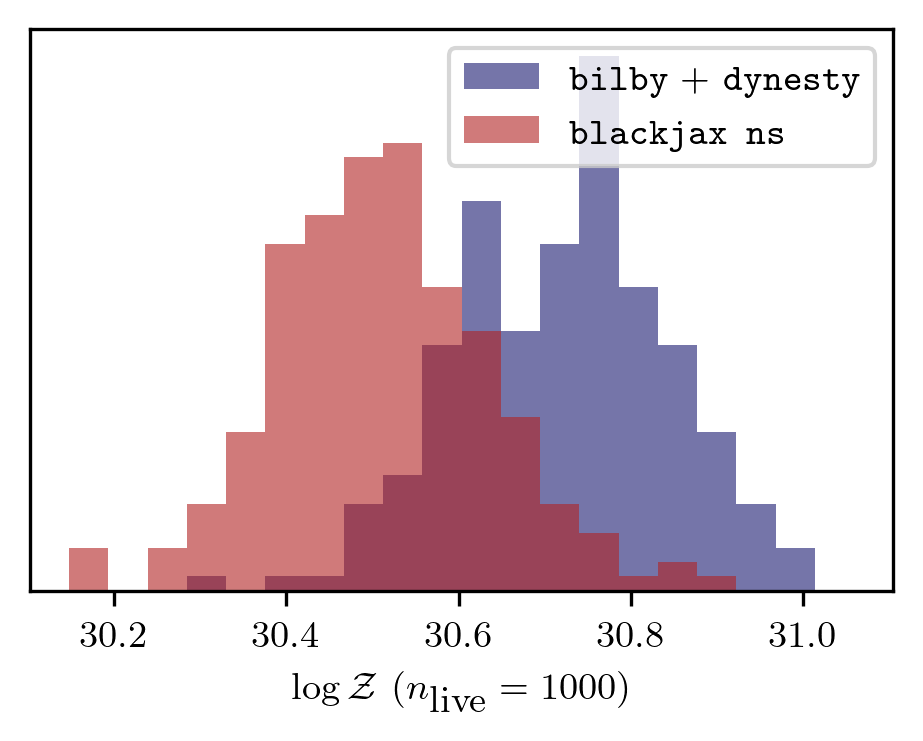 bilby + dynesty
blackjax ns
30.2 30.4 30.6 30.8 31.0
log 𝒵 (n_live = 1000)